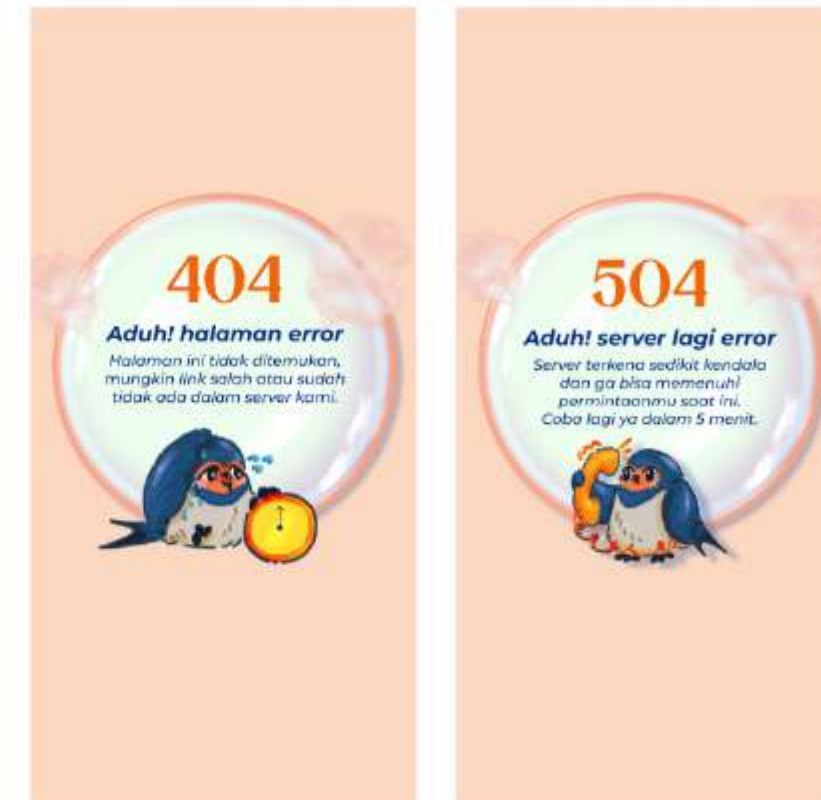 404
Aduh! halaman error
Halaman ini tidak ditemukan,
mungkin link salah atau sudah
tidak ada dalam server kami.
504
Aduh! server lagi error
Server terkena sedikit kendala
dan ga bisa memenuhi
permintaanmu saat ini.
Coba lagi ya dalam 5 menit.